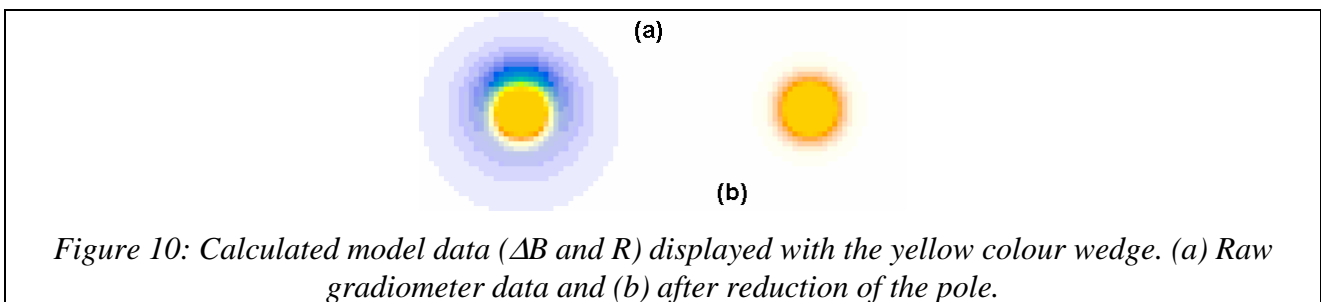 (a)
(b)
Figure 10: Calculated model data (ΔB and R) displayed with the yellow colour wedge. (a) Raw
gradiometer data and (b) after reduction of the pole.